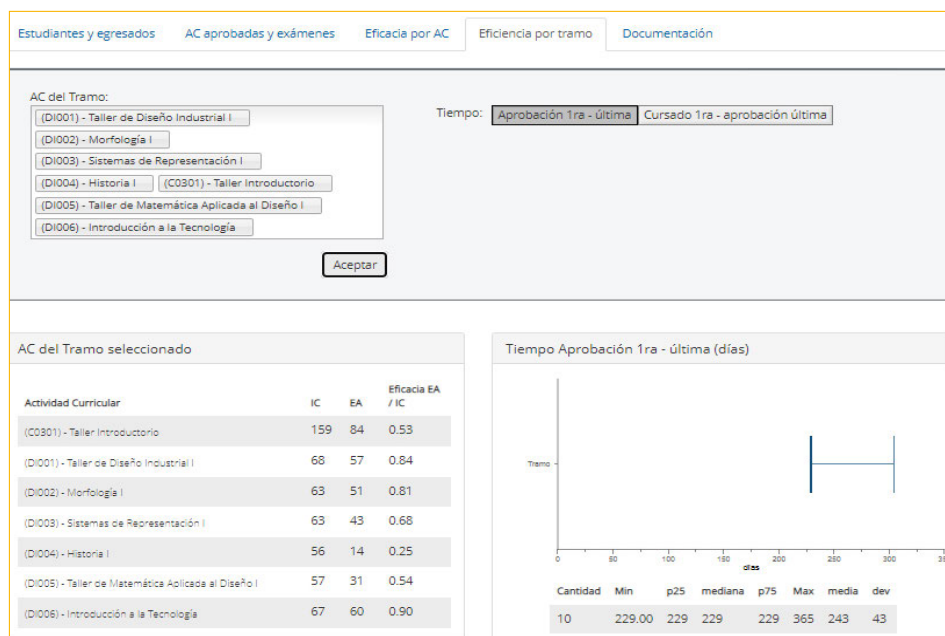 Estudiantes y egresados AC aprobadas y exámenes Eficacia por AC Eficiencia por tramo Documentación
AC del Tramo:
(DI001) - Taller de Diseño Industrial I
(DI002) - Morfología I
(DI003) - Sistemas de Representación I
(DI004) - Historia I (C0301) - Taller Introductorio
(DI005) - Taller de Matemática Aplicada al Diseño I
(DI006) - Introducción a la Tecnología
Tiempo: Aprobación 1ra - última Cursado 1ra - aprobación última
Aceptar
AC del Tramo seleccionado
Actividad Curricular IC EA Eficacia EA
/ IC
(C0301) - Taller Introductorio 159 84 0.53
(DI001) - Taller de Diseño Industrial I 68 57 0.84
(DI002) - Morfología I 63 51 0.81
(DI003) - Sistemas de Representación I 63 43 0.68
(DI004) - Historia I 56 14 0.25
(DI005) - Taller de Matemática Aplicada al Diseño I 57 31 0.54
(DI006) - Introducción a la Tecnología 67 60 0.90
Tiempo Aprobación 1ra - última (días)
Tramo
0 50 100 150 200 250 300
días
Cantidad Min p25 mediana p75 Max media dev
10 229.00 229 229 229 365 243 43